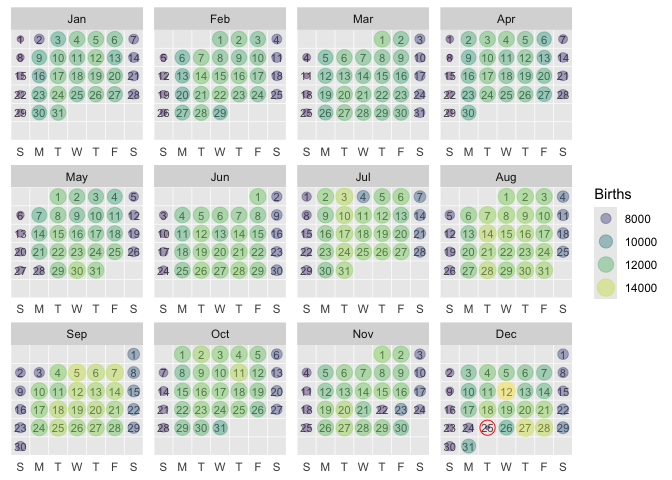 Jan
1 2 3 4 5 6 7
8 9 10 11 12 13 14
15 16 17 18 19 20 21
22 23 24 25 26 27 28
29 30 31
S M T W T F S
Feb
1 2 3 4
5 6 7 8 9 10 11
12 13 14 15 16 17 18
19 20 21 22 23 24 25
26 27 28 29
S M T W T F S
Mar
1 2 3
4 5 6 7 8 9 10
11 12 13 14 15 16 17
18 19 20 21 22 23 24
25 26 27 28 29 30 31
S M T W T F S
Apr
1 2 3 4 5 6 7
8 9 10 11 12 13 14
15 16 17 18 19 20 21
22 23 24 25 26 27 28
29 30
S M T W T F S
May
1 2 3 4 5
6 7 8 9 10 11 12
13 14 15 16 17 18 19
20 21 22 23 24 25 26
27 28 29 30 31
S M T W T F S
Jun
1 2
3 4 5 6 7 8 9
10 11 12 13 14 15 16
17 18 19 20 21 22 23
24 25 26 27 28 29 30
S M T W T F S
Jul
1 2 3 4 5 6 7
8 9 10 11 12 13 14
15 16 17 18 19 20 21
22 23 24 25 26 27 28
29 30 31
S M T W T F S
Aug
1 2 3 4
5 6 7 8 9 10 11
12 13 14 15 16 17 18
19 20 21 22 23 24 25
26 27 28 29 30 31
S M T W T F S
Sep
1
2 3 4 5 6 7 8
9 10 11 12 13 14 15
16 17 18 19 20 21 22
23 24 25 26 27 28 29
30
S M T W T F S
Oct
1 2 3 4 5 6
7 8 9 10 11 12 13
14 15 16 17 18 19 20
21 22 23 24 25 26 27
28 29 30 31
S M T W T F S
Nov
1 2 3
4 5 6 7 8 9 10
11 12 13 14 15 16 17
18 19 20 21 22 23 24
25 26 27 28 29 30
S M T W T F S
Dec
1
2 3 4 5 6 7 8
9 10 11 12 13 14 15
16 17 18 19 20 21 22
23 24 25 26 27 28 29
30 31
S M T W T F S
Births
8000
10000
12000
14000